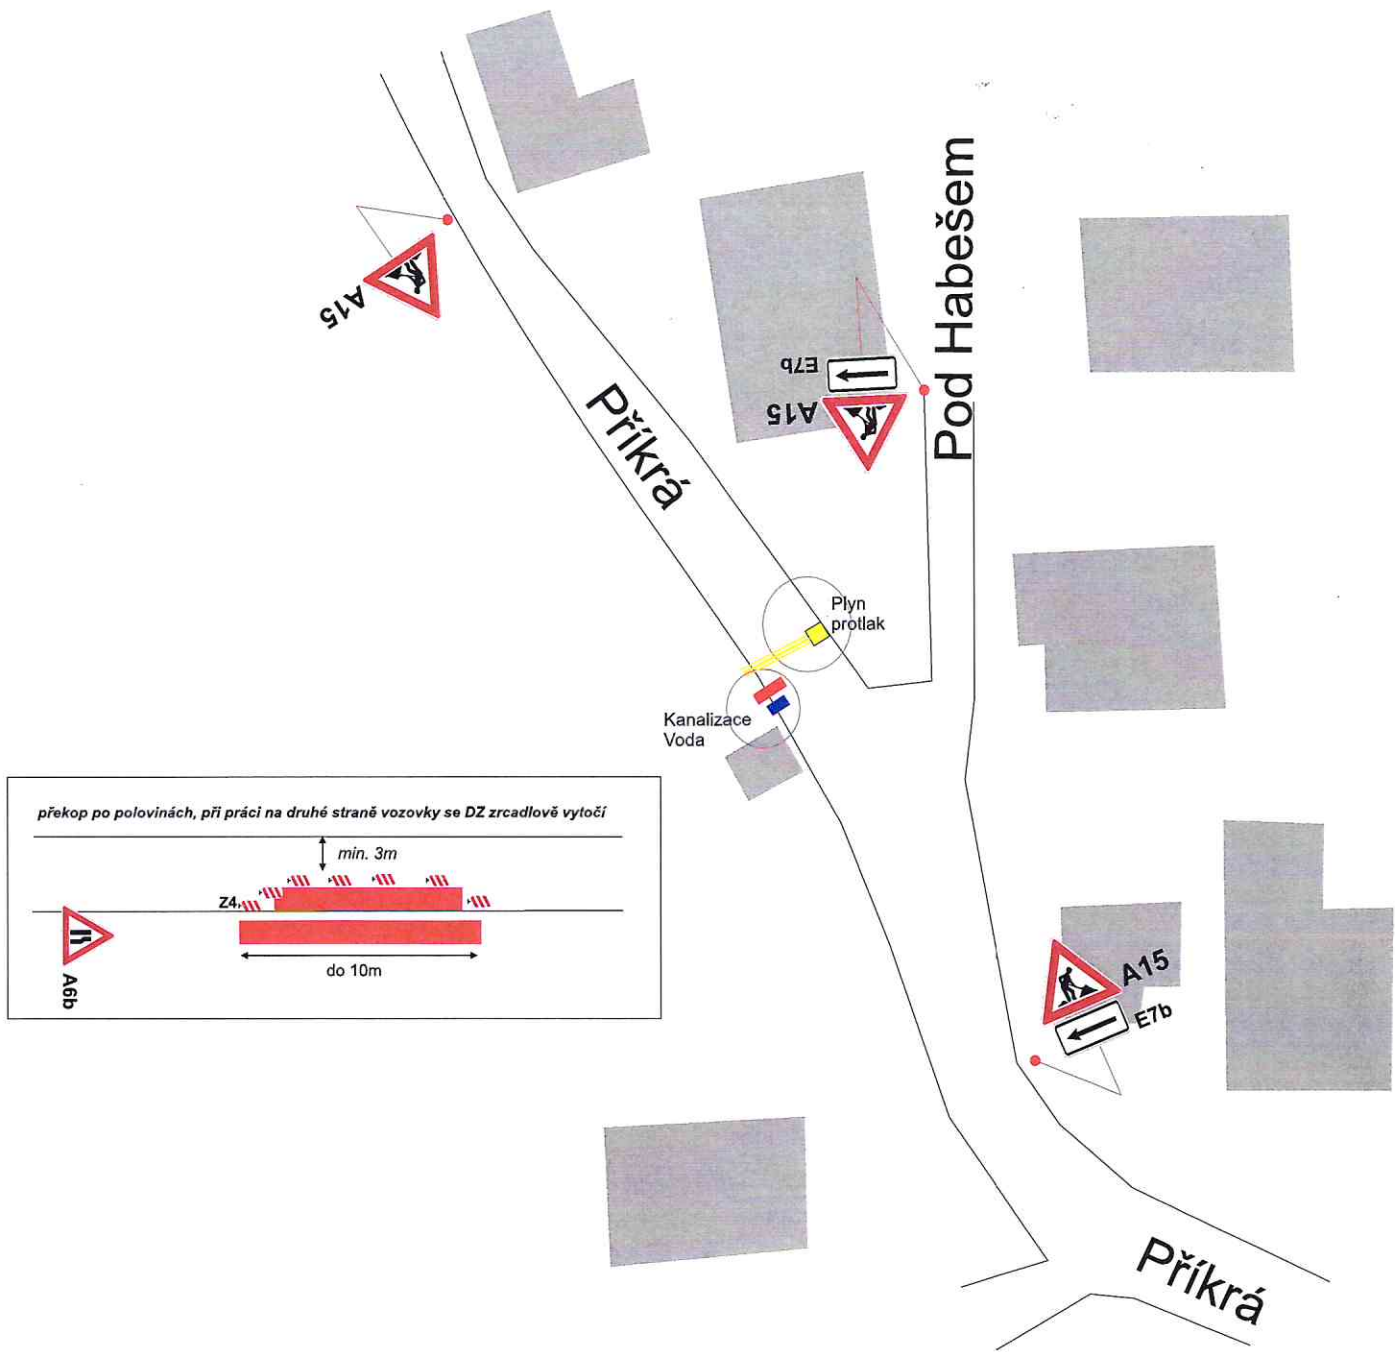 Pod Habešem
A15
E7b
A15
Příkrá
Plyn
protlak
Kanalizace
Voda
překop po polovinách, při práci na druhé straně vozovky se DZ zrcadlově vytočí
min. 3m
Z4
do 10m
A6b
A15
E7b
Příkrá